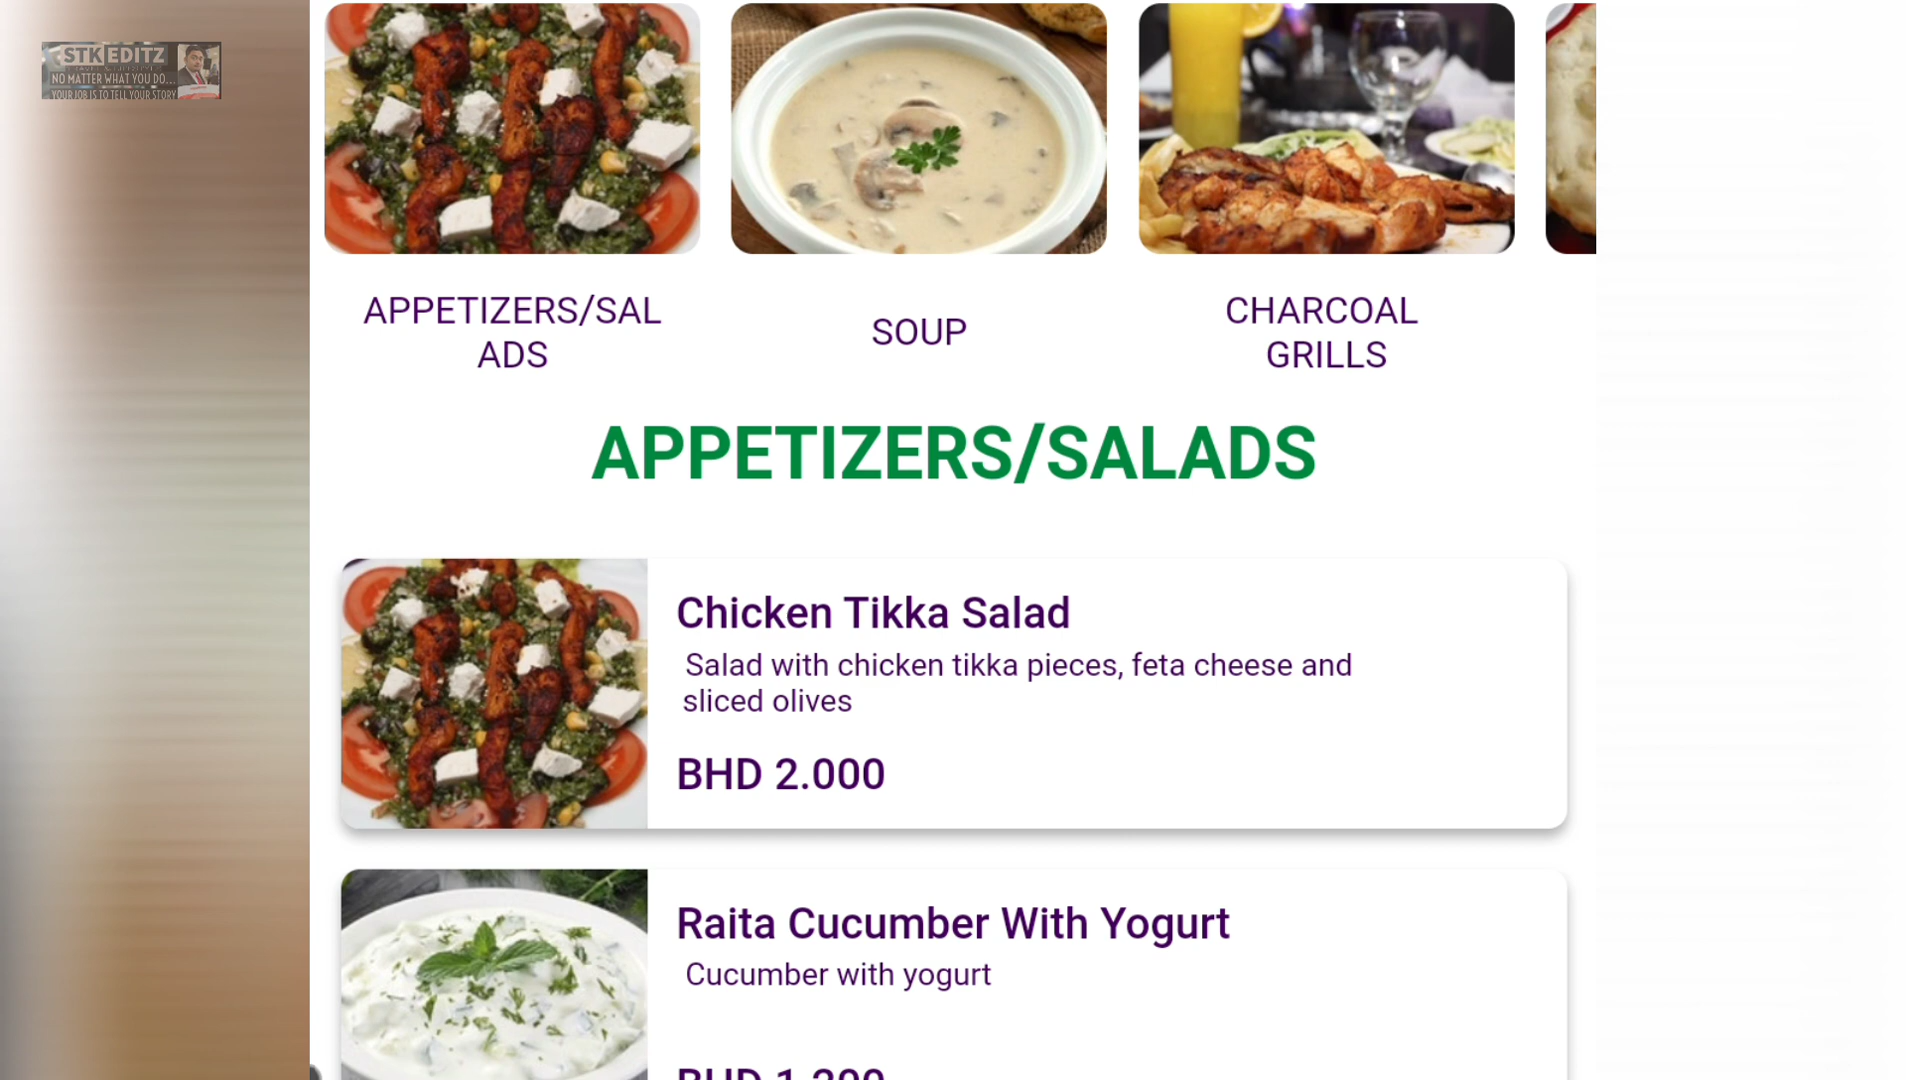 STK EDITZ
NO MATTER WHAT YOU DO...
YOUR JOB IS TO TELL YOUR STORY
APPETIZERS/SAL
ADS
SOUP
CHARCOAL
GRILLS
APPETIZERS/SALADS
Chicken Tikka Salad
Salad with chicken tikka pieces, feta cheese and
sliced olives
BHD 2.000
Raita Cucumber With Yogurt
Cucumber with yogurt